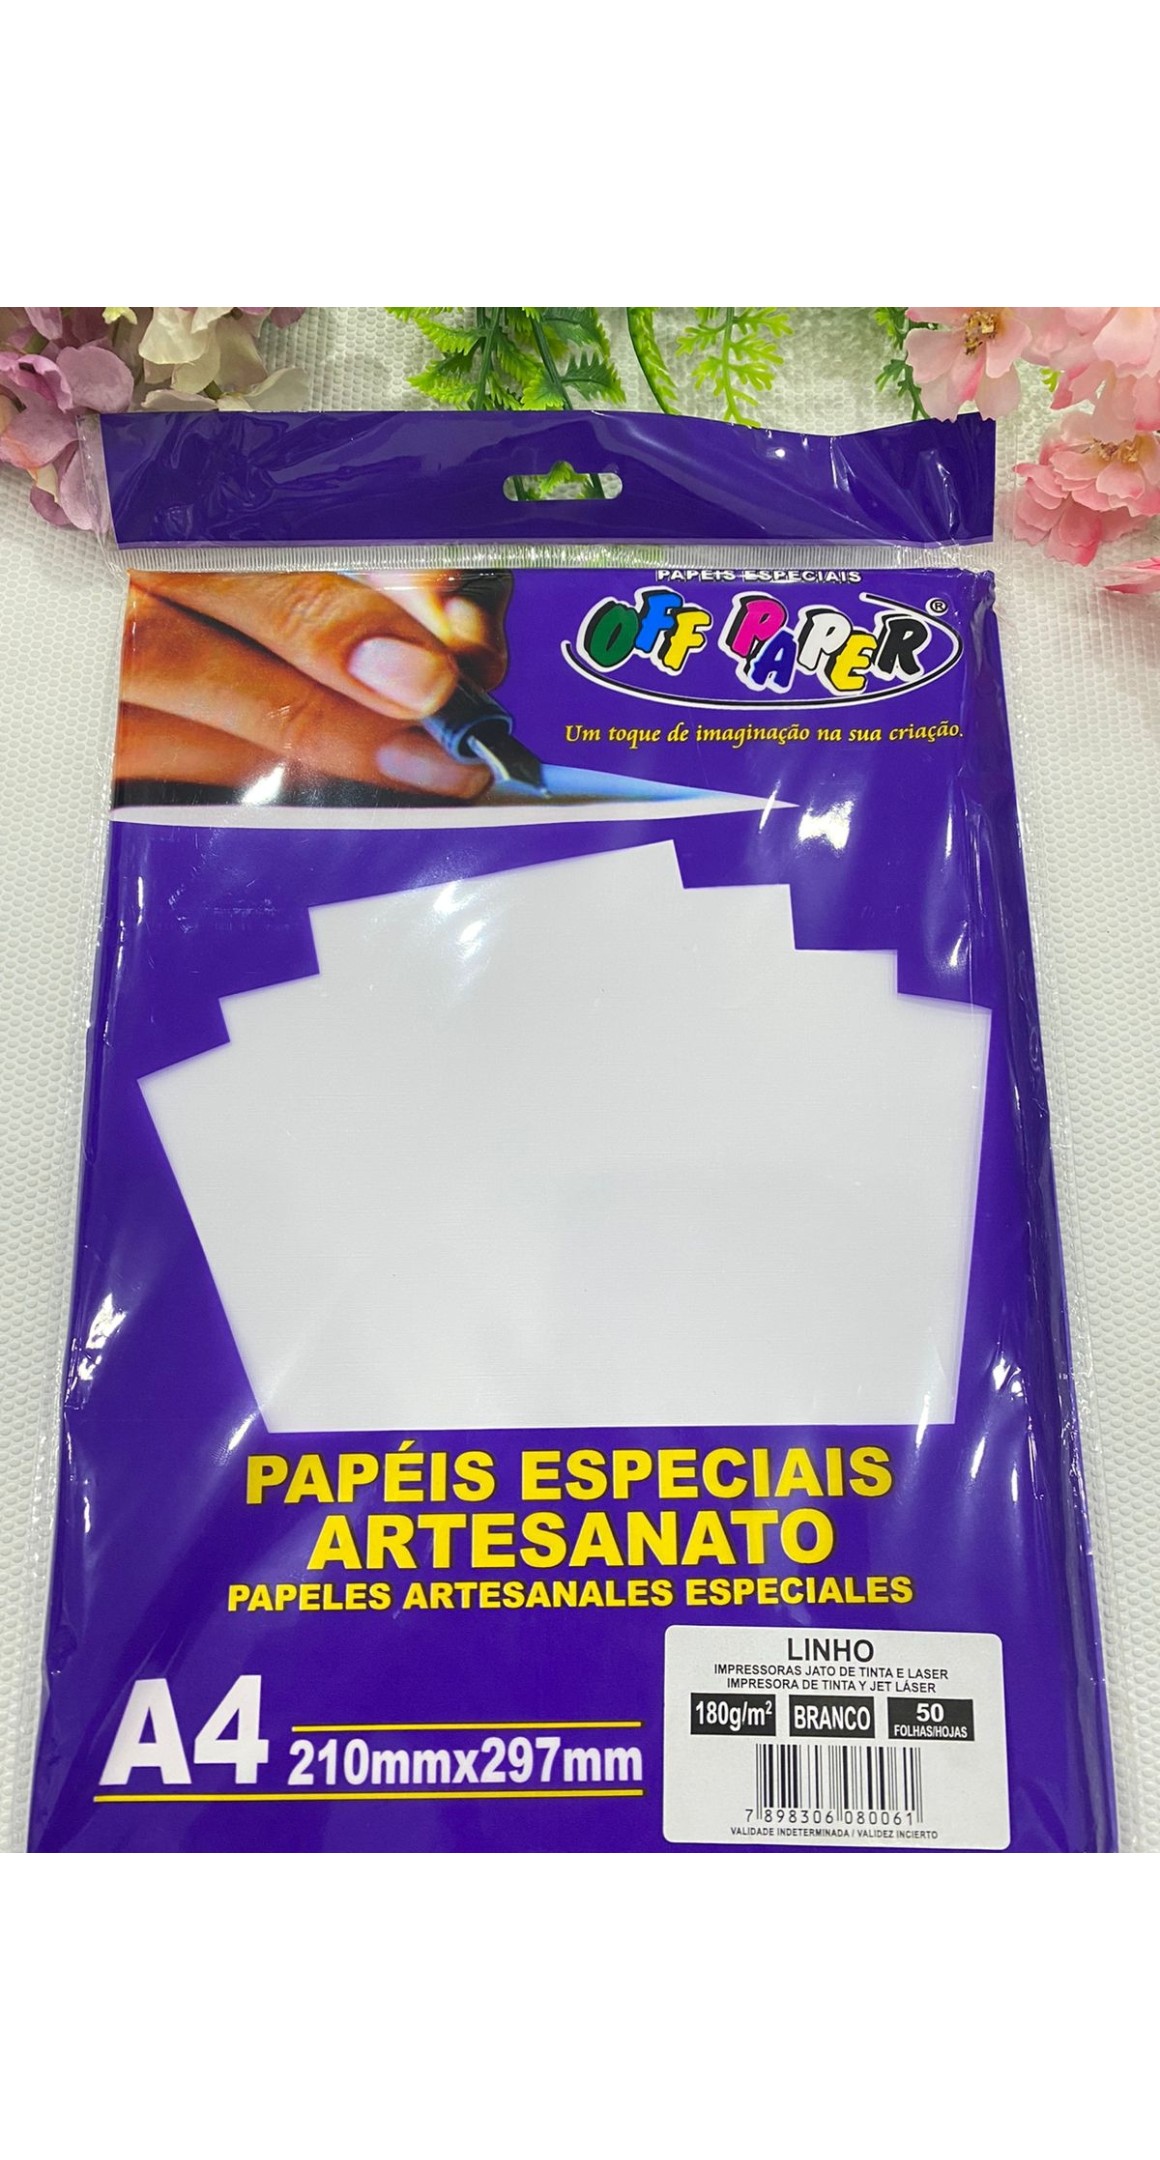 PAPÉIS ESPECIAIS
OFF PAPER ®
Um toque de imaginação na sua criação.
PAPÉIS ESPECIAIS
ARTESANATO
PAPELES ARTESANALES ESPECIALES
A4 210mmx297mm
LINHO
IMPRESSORAS JATO DE TINTA E LASER
IMPRESORA DE TINTA Y JET LÁSER
180g/m² BRANCO 50 FOLHAS/HOJAS
7 898306 080061
VALIDADE INDETERMINADA / VALIDEZ INCIERTO